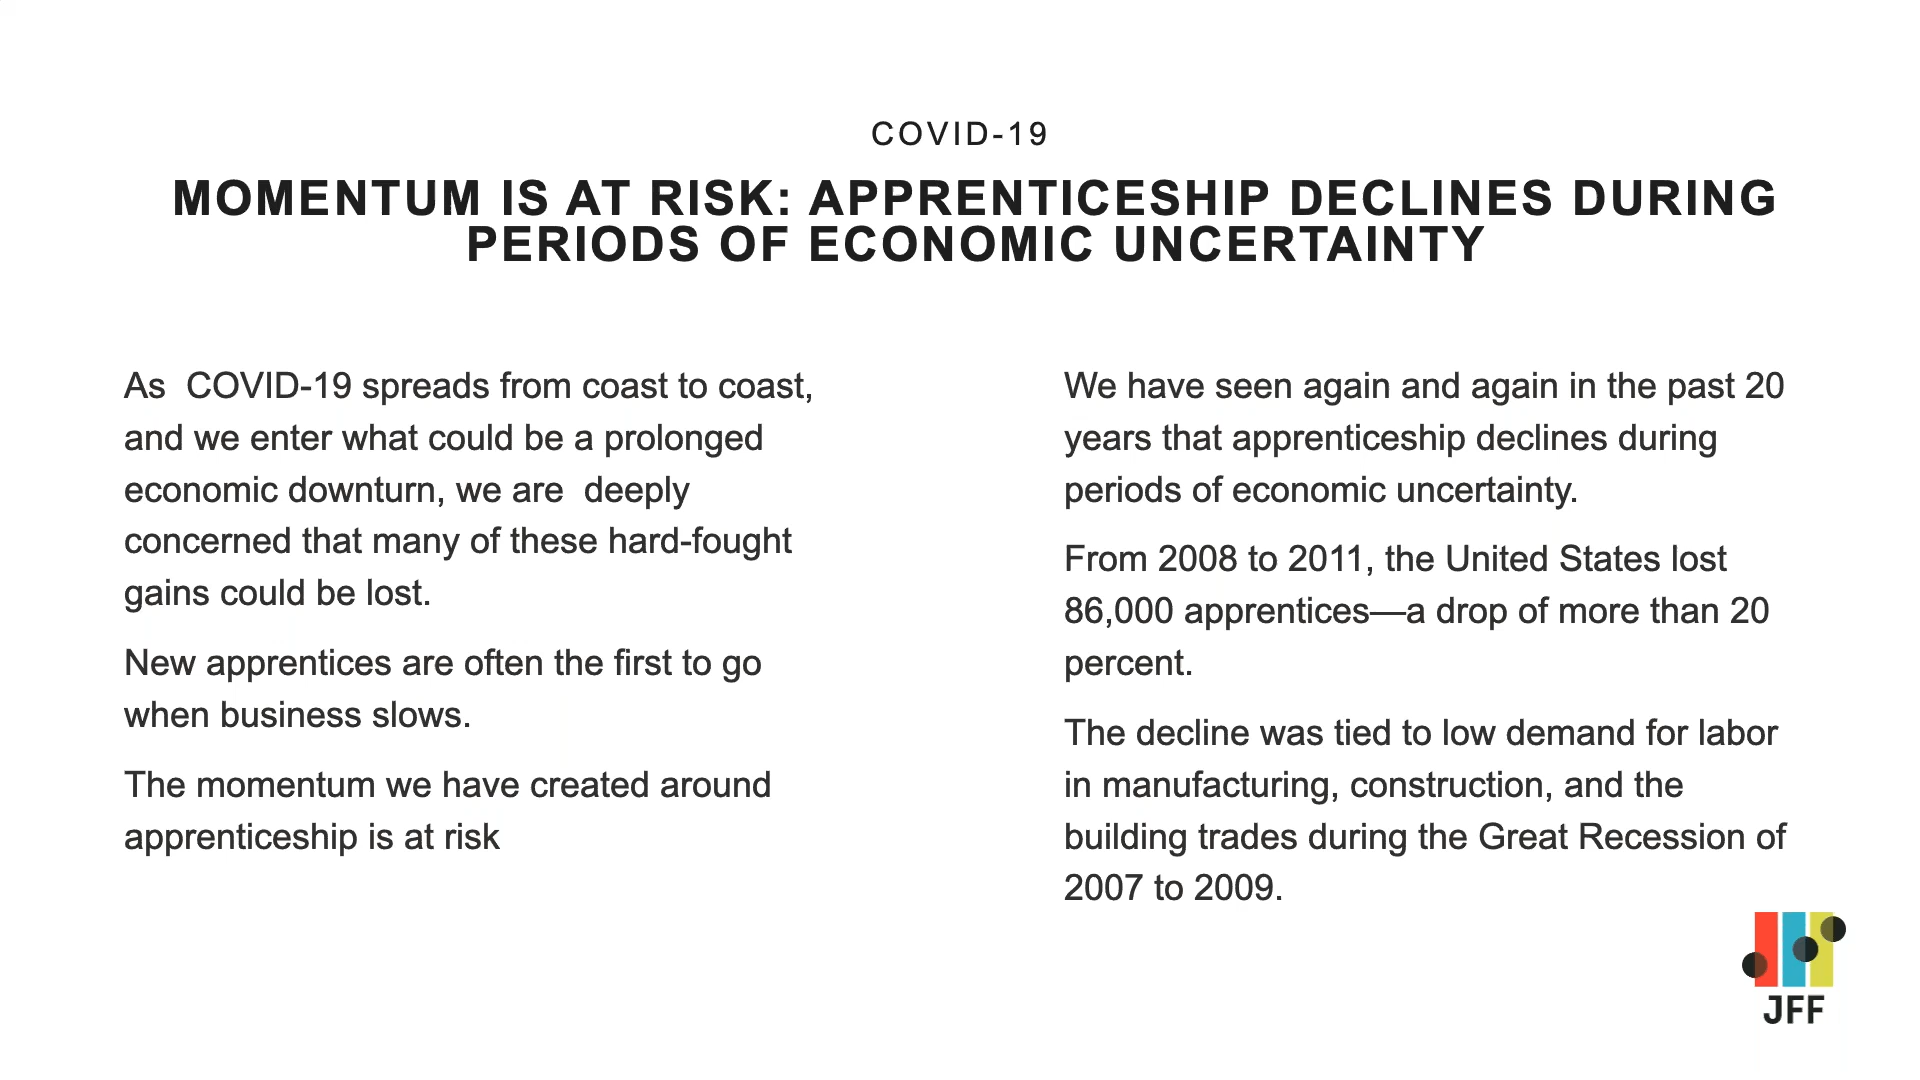 COVID-19
MOMENTUM IS AT RISK: APPRENTICESHIP DECLINES DURING
PERIODS OF ECONOMIC UNCERTAINTY
As  COVID-19 spreads from coast to coast,
and we enter what could be a prolonged
economic downturn, we are  deeply
concerned that many of these hard-fought
gains could be lost.
New apprentices are often the first to go
when business slows.
The momentum we have created around
apprenticeship is at risk
We have seen again and again in the past 20
years that apprenticeship declines during
periods of economic uncertainty.
From 2008 to 2011, the United States lost
86,000 apprentices—a drop of more than 20
percent.
The decline was tied to low demand for labor
in manufacturing, construction, and the
building trades during the Great Recession of
2007 to 2009.
JFF